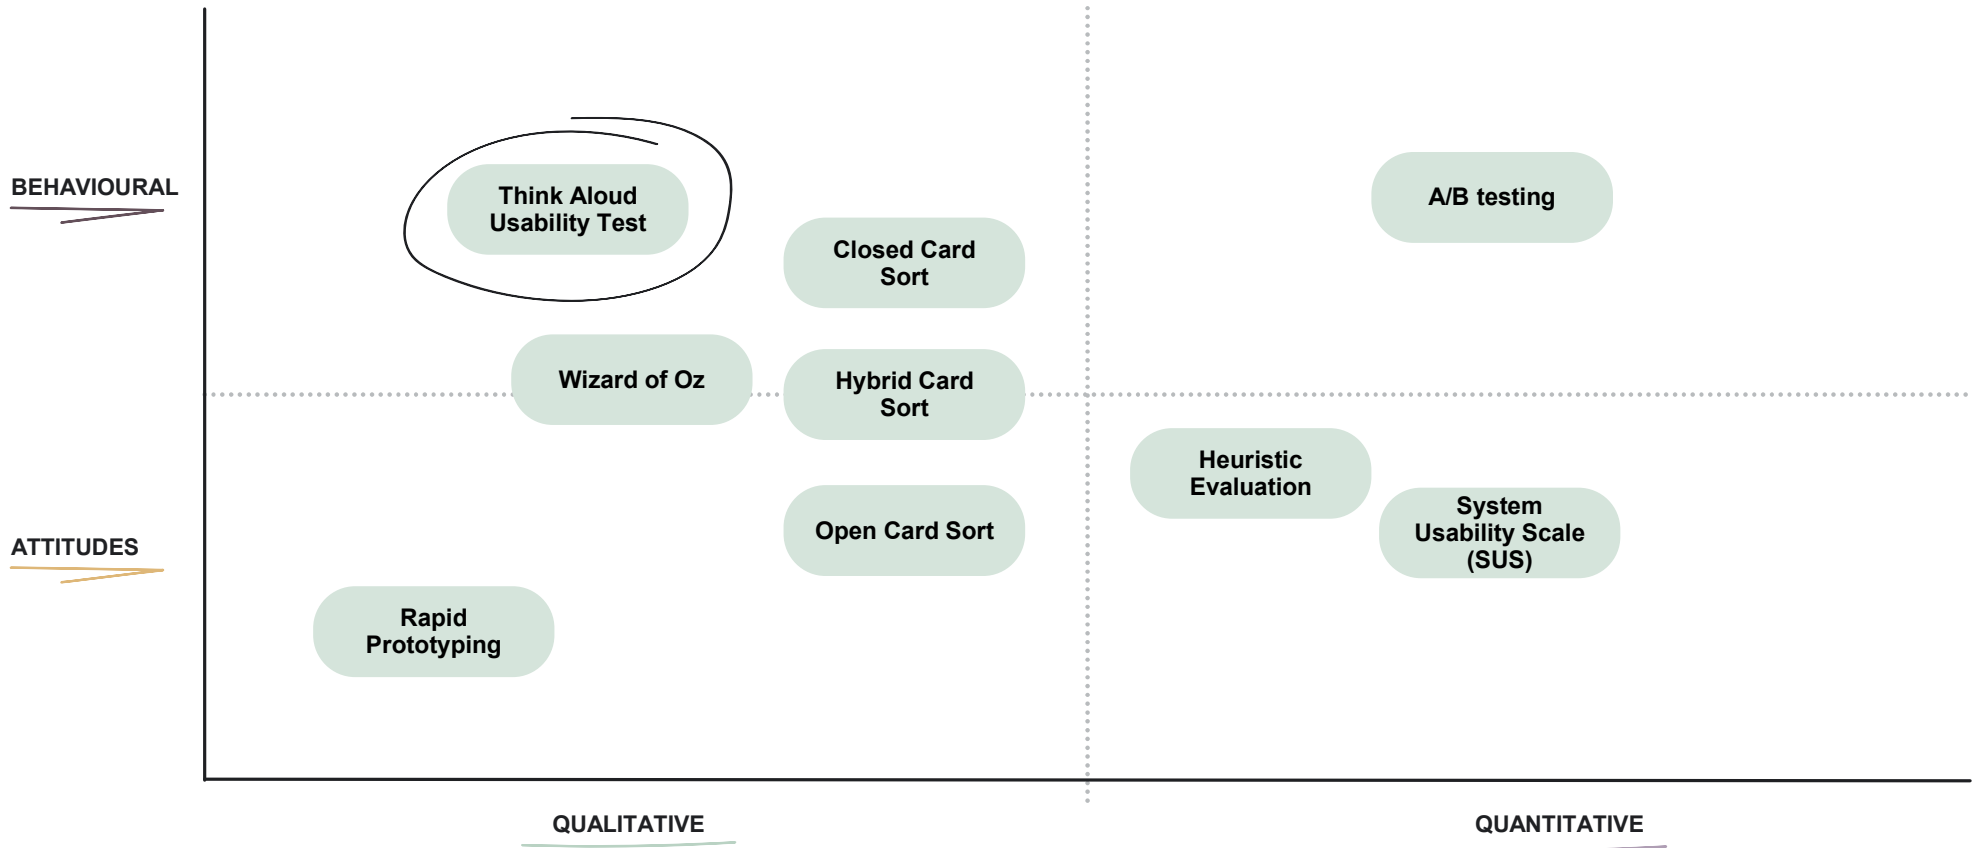 BEHAVIOURAL
Think Aloud
Usability Test
A/B testing
Closed Card
Sort
Wizard of Oz
Hybrid Card
Sort
Heuristic
Evaluation
System
Usability Scale
(SUS)
Open Card Sort
ATTITUDES
Rapid
Prototyping
QUALITATIVE
QUANTITATIVE